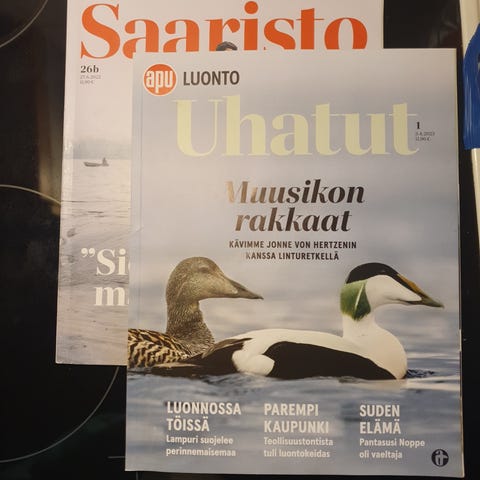 Saaristo
26b
apu LUONTO
Uhatut
1
Muusikon
rakkaat
KÄVIMME JONNE VON HERTZENIN
KANSSA LINTURETKELLÄ
LUONNOSSA
TÖISSÄ
Lampuri suojelee
perinnemaisemaa
PAREMPI
KAUPUNKI
Teollisuustontista
tuli luontokeidas
SUDEN
ELÄMÄ
Pantasusi Noppe
oli vaeltaja